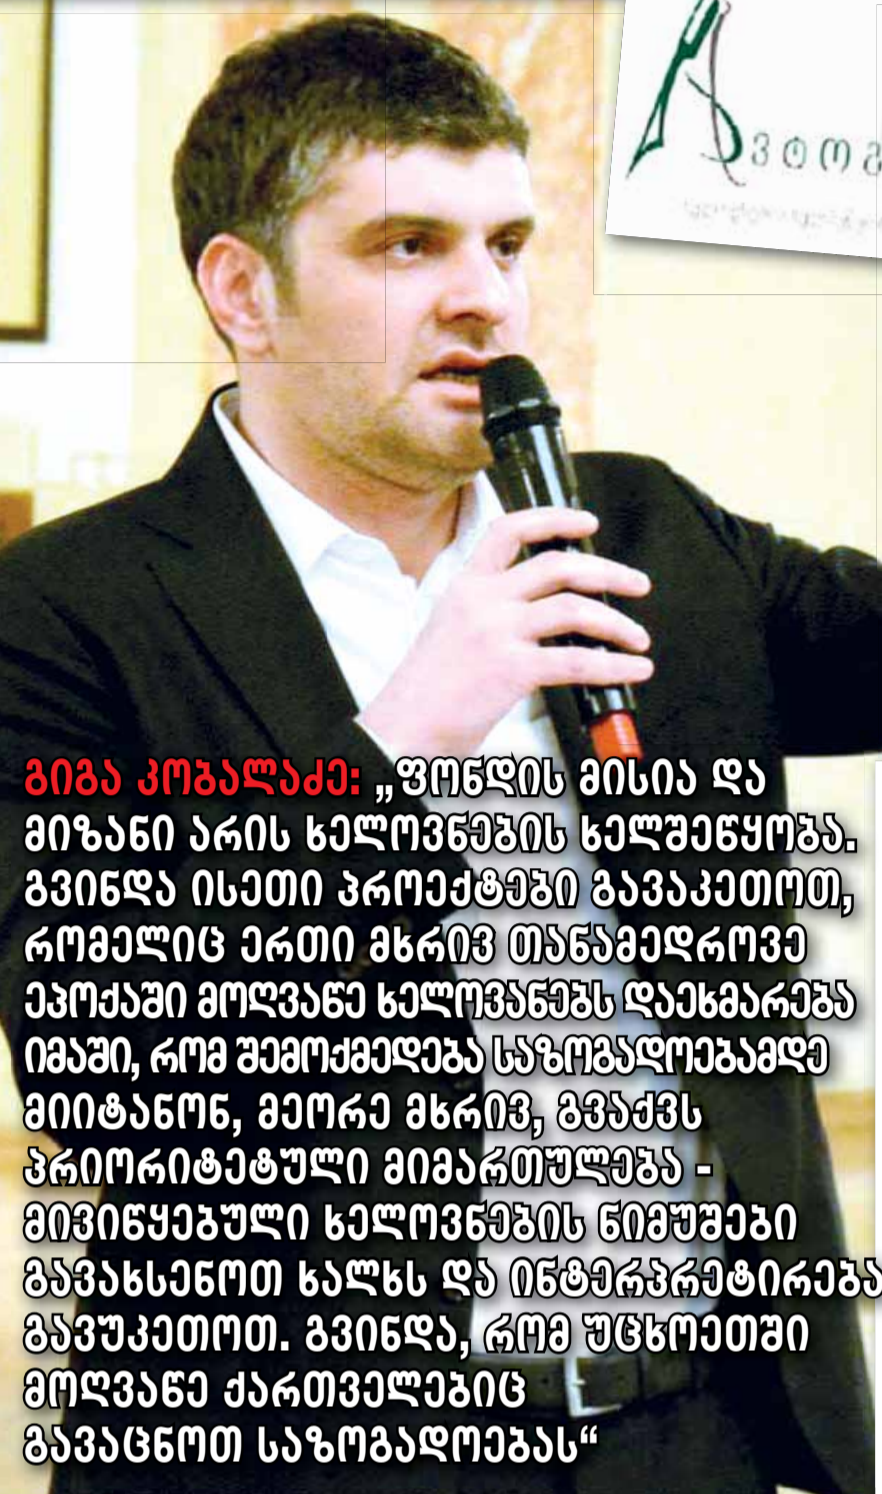 ვტოგ
გიგა კობალაძე: „ფონდის მისია და
მიზანი არის ხელოვნების ხელშეწყობა.
გვინდა ისეთი პროექტები გავაკეთოთ,
რომელიც ერთი მხრივ თანამედროვე
ეპოქაში მოღვაწე ხელოვანებს დაეხმარება
იმაში, რომ შემოქმედება საზოგადოებამდე
მიიტანონ, მეორე მხრივ, გვაქვს
პრიორიტეტული მიმართულება -
მივიწყებული ხელოვნების ნიმუშები
გავახსენოთ ხალხს და ინტერპრეტირება
გავუკეთოთ. გვინდა, რომ უცხოეთში
მოღვაწე ქართველებიც
გავაცნოთ საზოგადოებას“